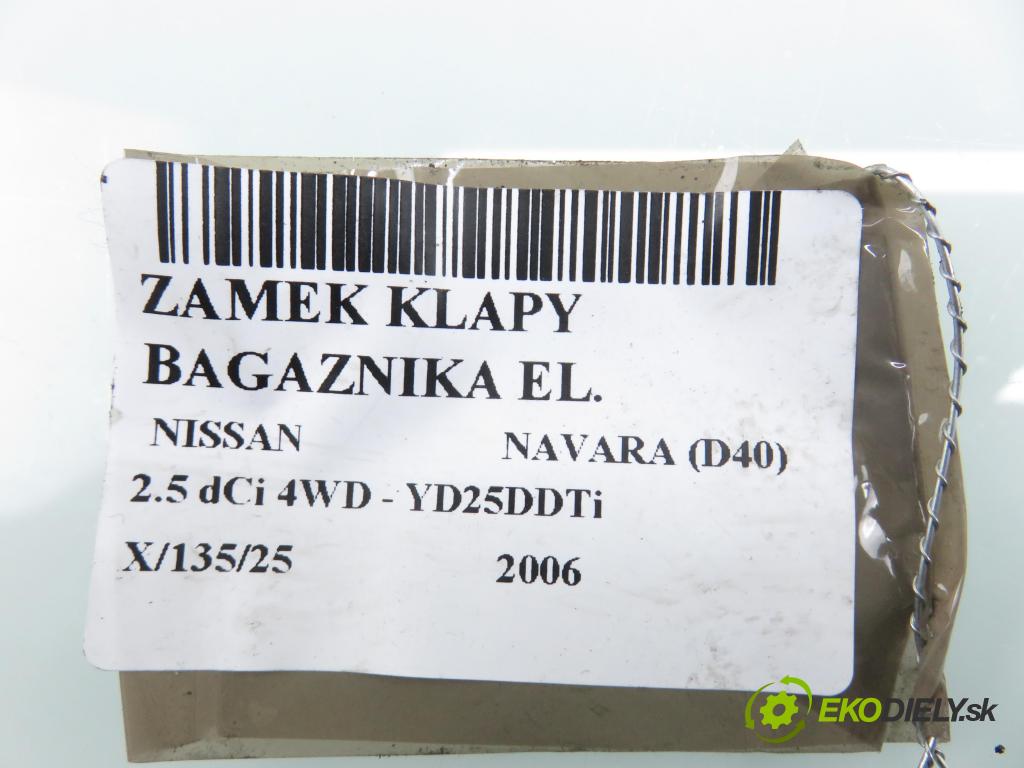 ZAMEK KLAPY
BAGAZNIKA EL.
NISSAN NAVARA (D40)
2.5 dCi 4WD - YD25DDTi
X/135/25 2006
EKODIELY.sk